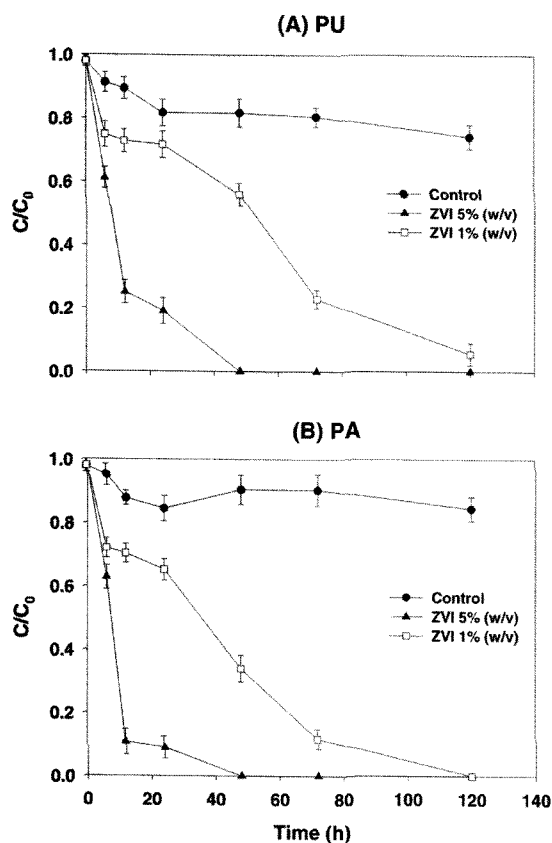 (A) PU
1.0
0.8
0.6
0.4
0.2
0.0
C/C₀
Control
ZVI 5% (w/v)
ZVI 1% (w/v)
(B) PA
1.0
0.8
0.6
0.4
0.2
0.0
C/C₀
Control
ZVI 5% (w/v)
ZVI 1% (w/v)
0 20 40 60 80 100 120 140
Time (h)